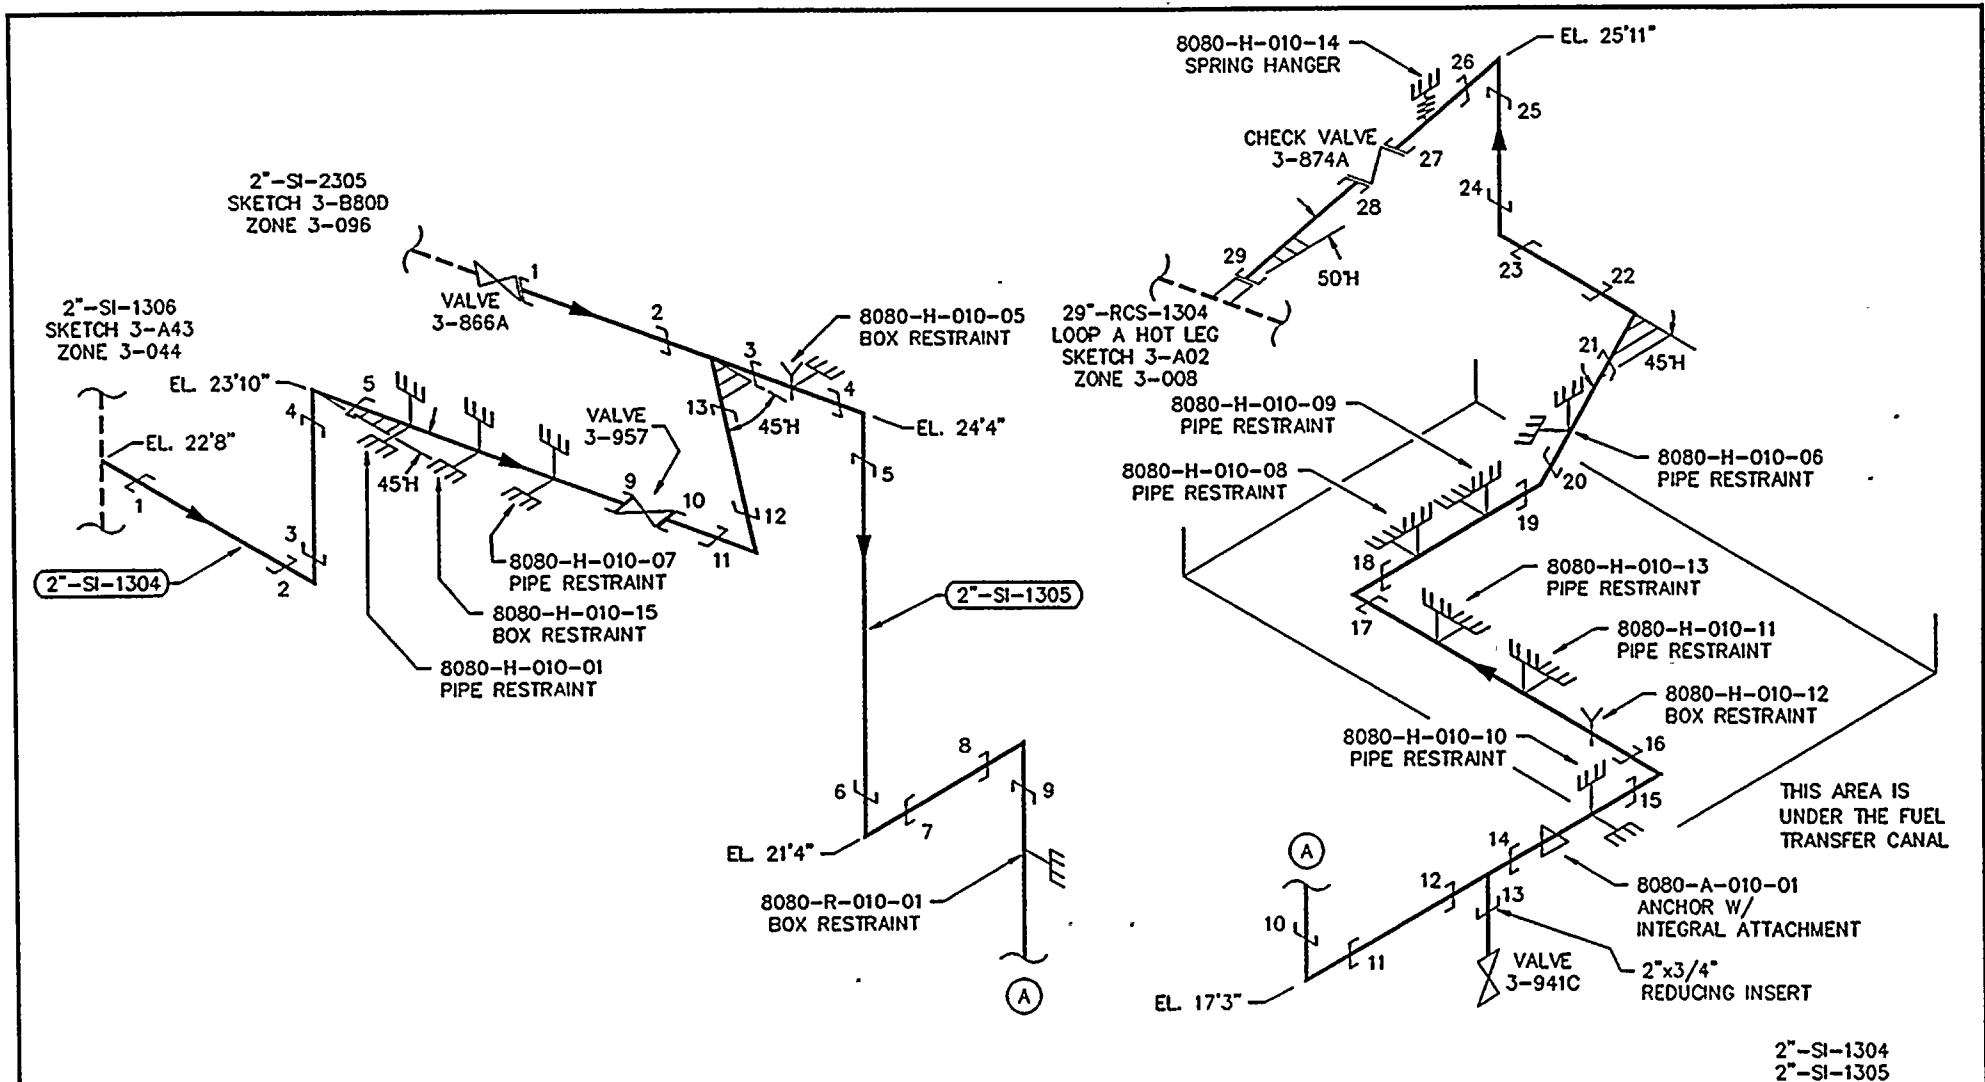 8080-H-010-14
SPRING HANGER
EL. 25'11"
26
25
CHECK VALVE
3-874A
27
28
24
29
50°H
23
22
29"-RCS-1304
LOOP A HOT LEG
SKETCH 3-A02
ZONE 3-008
21
45°H
2"-SI-2305
SKETCH 3-B80D
ZONE 3-096
1
VALVE
3-866A
2
2"-SI-1306
SKETCH 3-A43
ZONE 3-044
8080-H-010-05
BOX RESTRAINT
3
4
EL. 23'10"
5
4
13
45°H
EL. 24'4"
5
EL. 22'8"
1
45°H
VALVE
3-957
9
10
12
11
3
2
2"-SI-1304
8080-H-010-07
PIPE RESTRAINT
8080-H-010-15
BOX RESTRAINT
8080-H-010-01
PIPE RESTRAINT
2"-SI-1305
6
7
8
9
EL. 21'4"
8080-R-010-01
BOX RESTRAINT
A
8080-H-010-09
PIPE RESTRAINT
8080-H-010-08
PIPE RESTRAINT
8080-H-010-06
PIPE RESTRAINT
20
19
18
17
8080-H-010-13
PIPE RESTRAINT
8080-H-010-11
PIPE RESTRAINT
8080-H-010-12
BOX RESTRAINT
8080-H-010-10
PIPE RESTRAINT
16
15
THIS AREA IS
UNDER THE FUEL
TRANSFER CANAL
A
14
12
13
10
11
8080-A-010-01
ANCHOR W/
INTEGRAL ATTACHMENT
VALVE
3-941C
2"x3/4"
REDUCING INSERT
EL. 17'3"
2"-SI-1304
2"-SI-1305